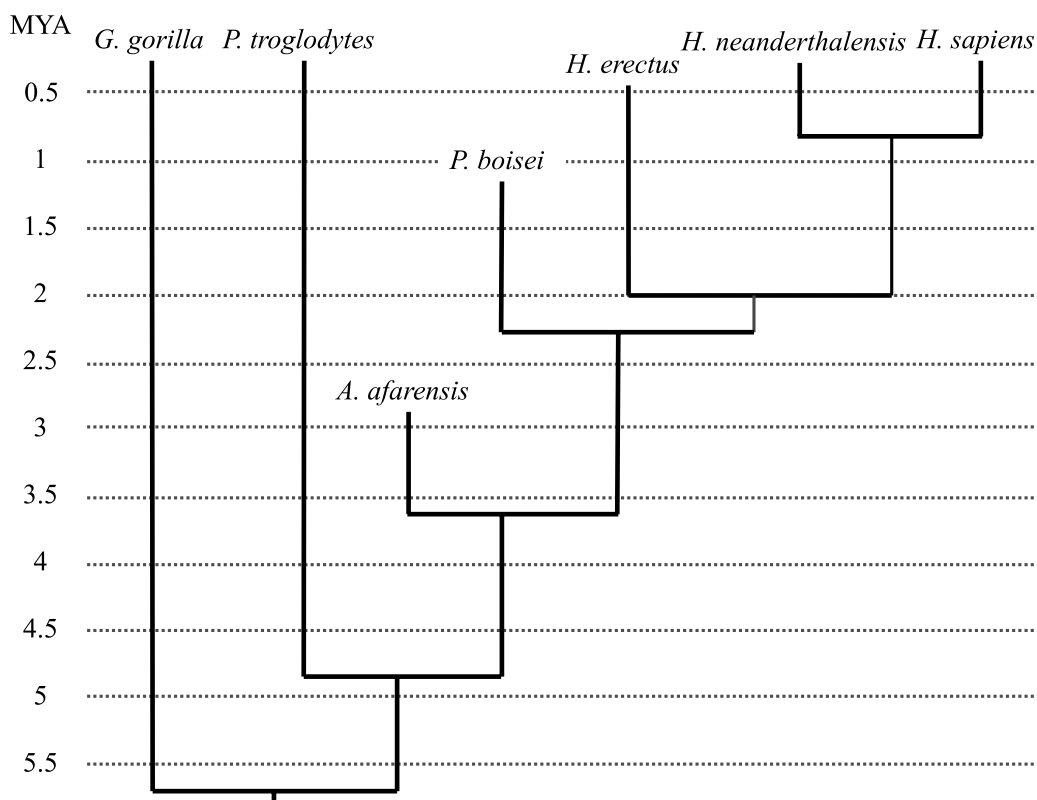 MYA
G. gorilla
P. troglodytes
H. neanderthalensis
H. sapiens
H. erectus
0.5
1
P. boisei
1.5
2
2.5
A. afarensis
3
3.5
4
4.5
5
5.5